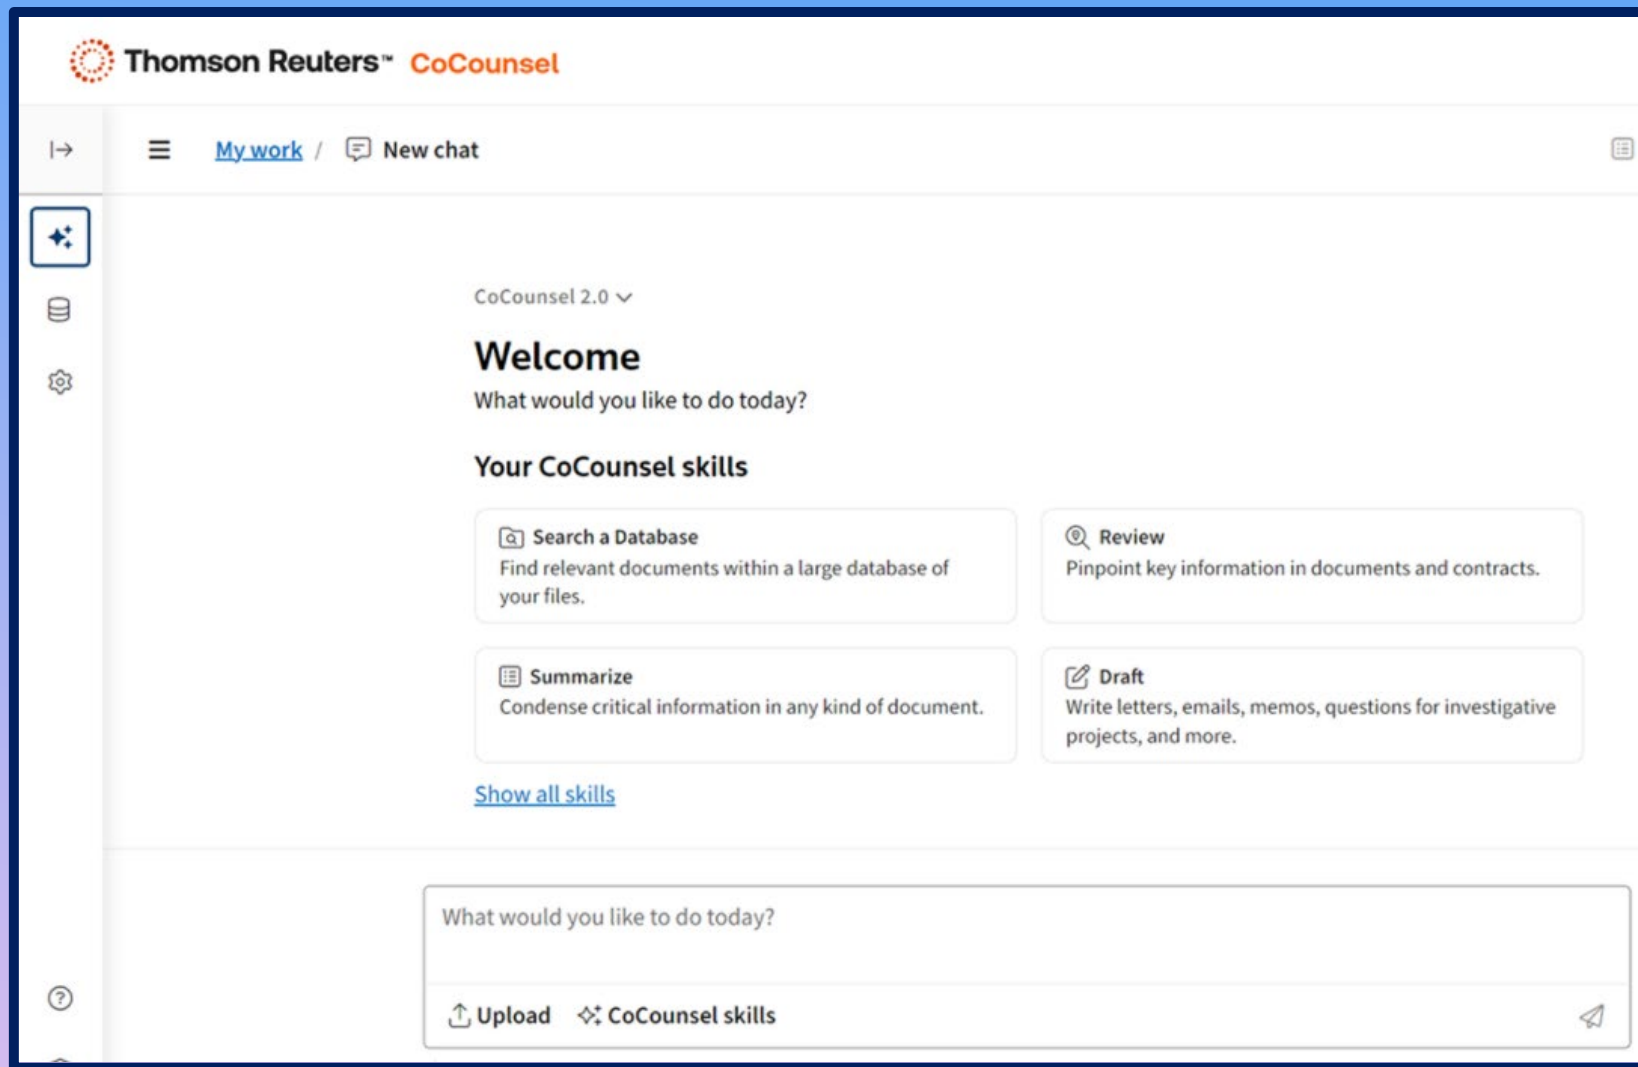 Thomson Reuters™ CoCounsel
My work / New chat
CoCounsel 2.0
Welcome
What would you like to do today?
Your CoCounsel skills
Search a Database
Find relevant documents within a large database of
your files.
Review
Pinpoint key information in documents and contracts.
Summarize
Condense critical information in any kind of document.
Draft
Write letters, emails, memos, questions for investigative
projects, and more.
Show all skills
What would you like to do today?
Upload CoCounsel skills